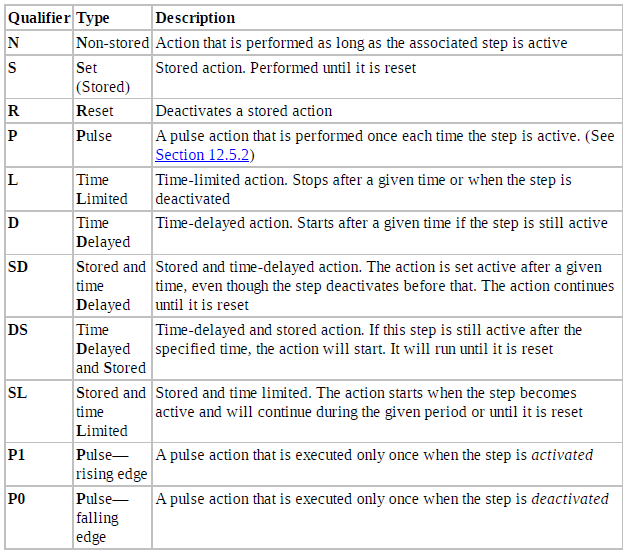 Qualifier Type Description
N Non-stored Action that is performed as long as the associated step is active
S Set Stored action. Performed until it is reset
(Stored)
R Reset Deactivates a stored action
P Pulse A pulse action that is performed once each time the step is active. (See
Section 12.5.2)
L Time Time-limited action. Stops after a given time or when the step is
Limited deactivated
D Time Time-delayed action. Starts after a given time if the step is still active
Delayed
SD Stored and Stored and time-delayed action. The action is set active after a given
time time, even though the step deactivates before that. The action continues
Delayed until it is reset
DS Time Time-delayed and stored action. If this step is still active after the
Delayed specified time, the action will start. It will run until it is reset
and Stored
SL Stored and Stored and time limited. The action starts when the step becomes
time active and will continue during the given period or until it is reset
Limited
P1 Pulse— A pulse action that is executed only once when the step is activated
rising edge
P0 Pulse— A pulse action that is executed only once when the step is deactivated
falling
edge